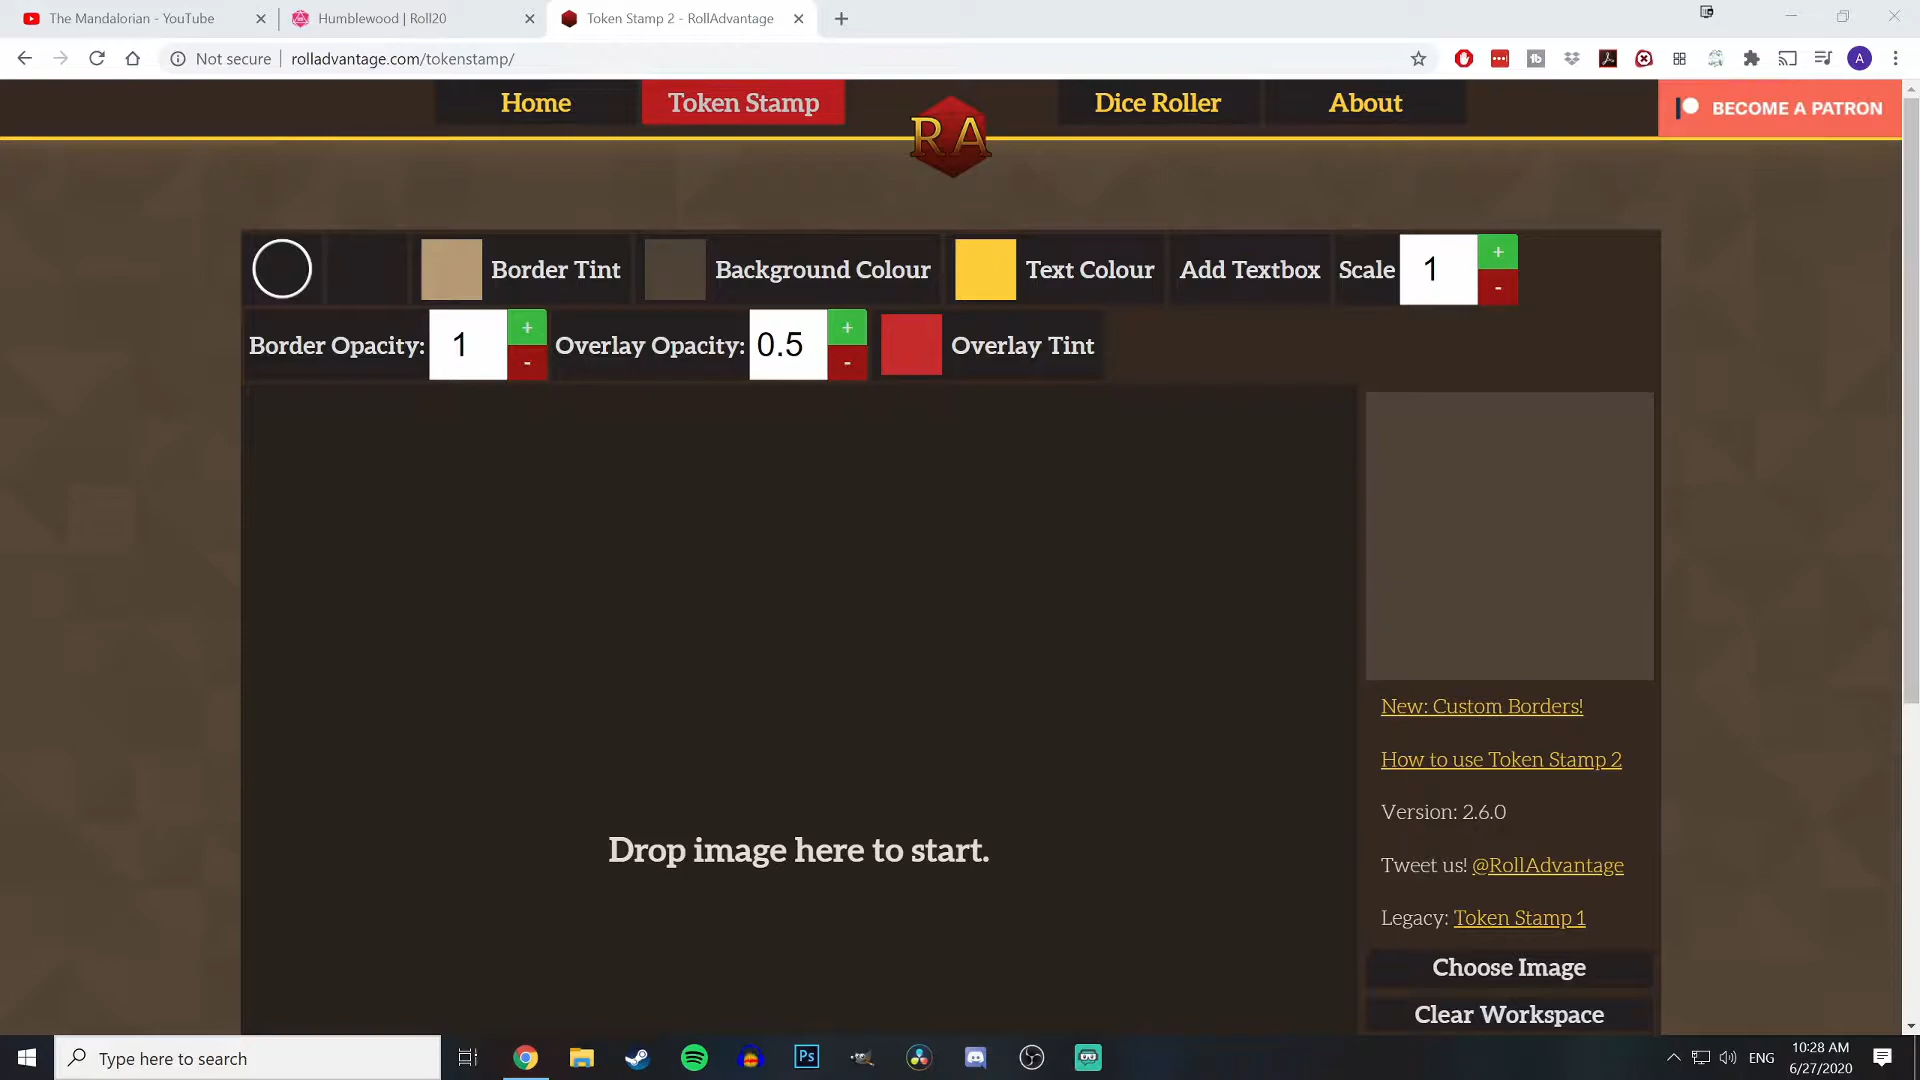 The Mandalorian - YouTube
Humblewood | Roll20
Token Stamp 2 - RollAdvantage
Not secure
rolladvantage.com/tokenstamp/
A
Home
Token Stamp
RA
Dice Roller
About
BECOME A PATRON
Border Tint
Background Colour
Text Colour
Add Textbox
Scale
1
+
-
Border Opacity:
1
+
-
Overlay Opacity:
0.5
+
-
Overlay Tint
Drop image here to start.
New: Custom Borders!
How to use Token Stamp 2
Version: 2.6.0
Tweet us! @RollAdvantage
Legacy: Token Stamp 1
Choose Image
Clear Workspace
Type here to search
Ps
ENG
10:28 AM
6/27/2020